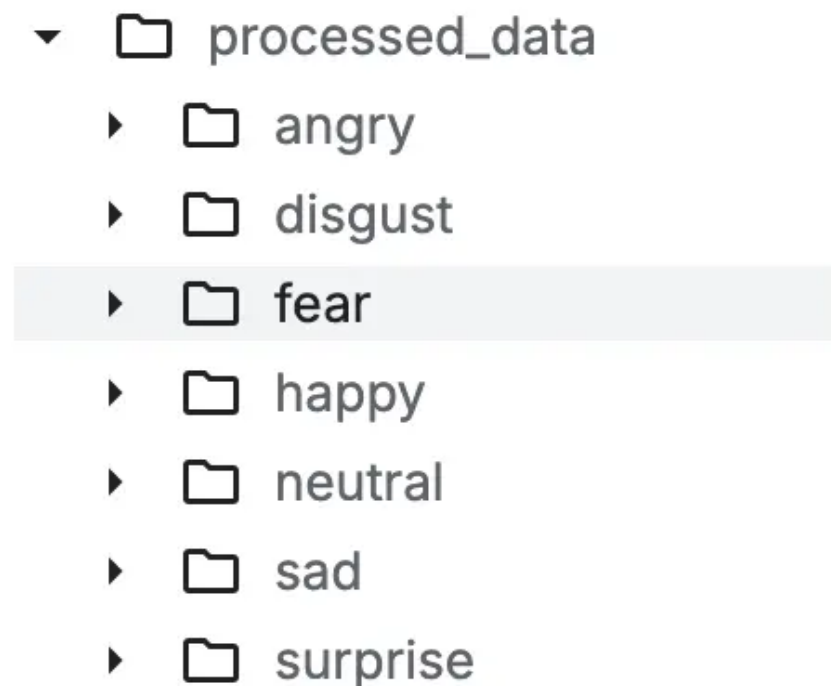 processed_data
angry
disgust
fear
happy
neutral
sad
surprise